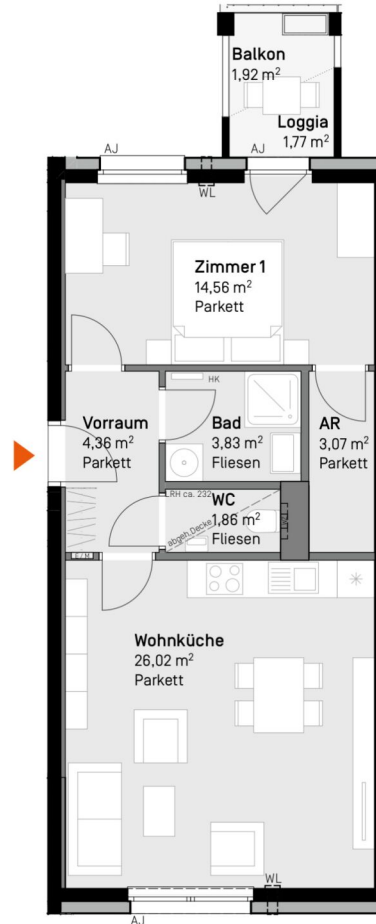 Balkon
1,92 m²
Loggia
1,77 m²
AJ
AJ
WL
Zimmer 1
14,56 m²
Parkett
HK
Vorraum
4,36 m²
Parkett
Bad
3,83 m²
Fliesen
AR
3,07 m²
Parkett
LRH ca. 232
WC
1,86 m²
Fliesen
abgeh.Decke
E/M
Wohnküche
26,02 m²
Parkett
WL
AJ